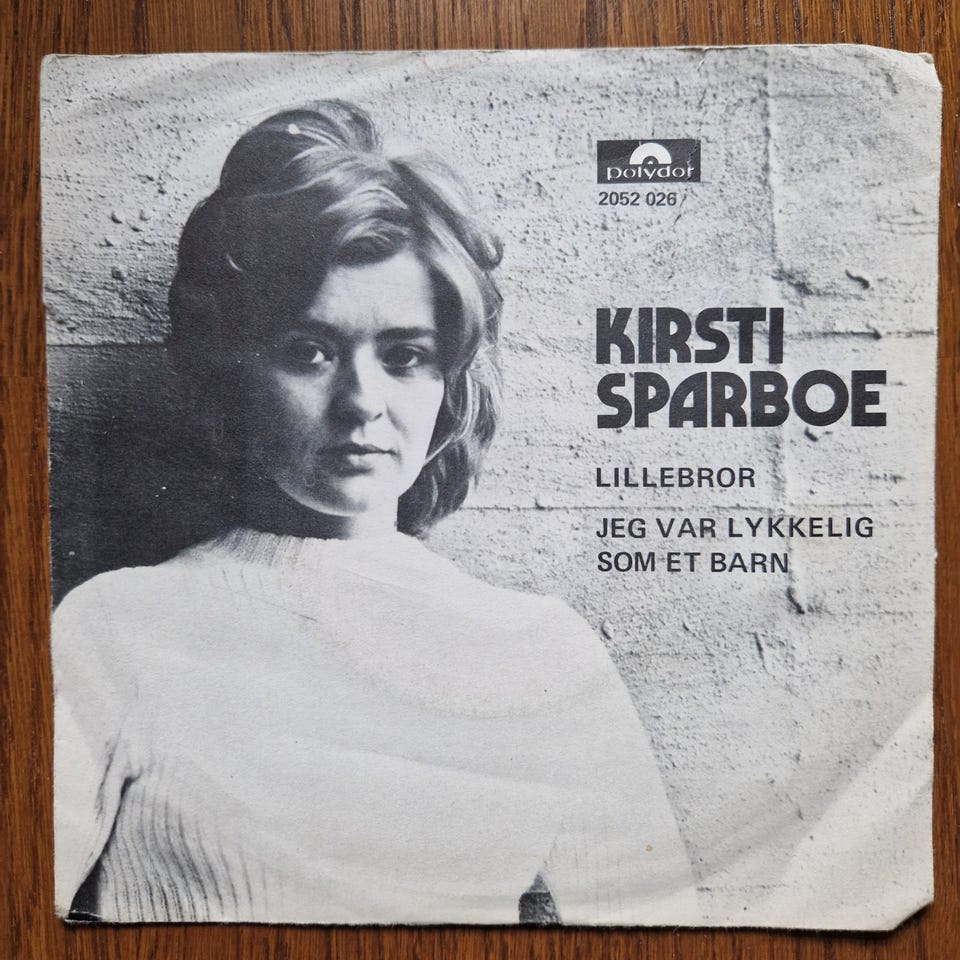 polydor
2052 026
KIRSTI
SPARBOE
LILLEBROR
JEG VAR LYKKELIG
SOM ET BARN